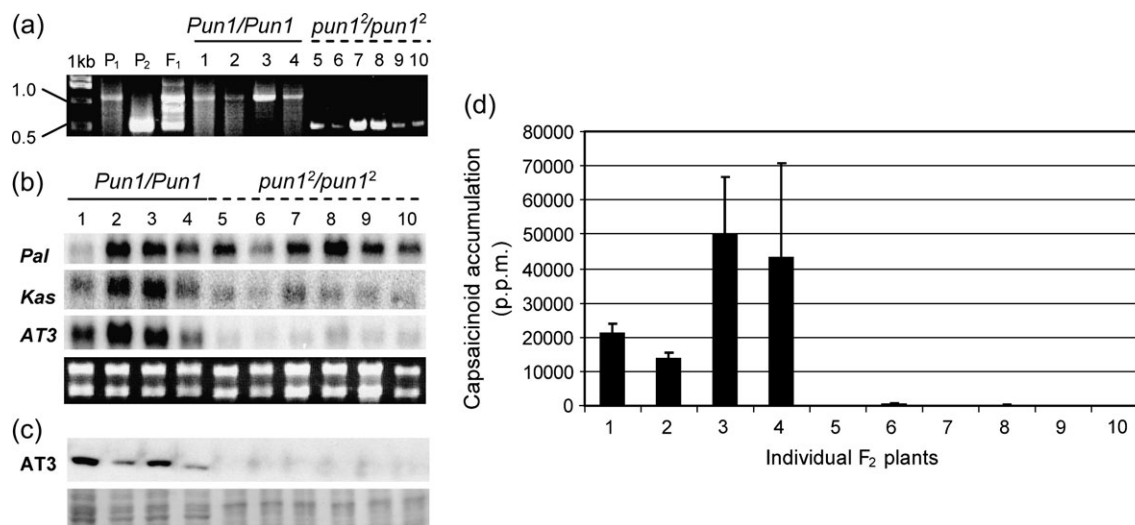 (a)
Pun1/Pun1 pun1²/pun1²
1kb P₁ P₂ F₁ 1 2 3 4 5 6 7 8 9 10
1.0
0.5
(b)
Pun1/Pun1 pun1²/pun1²
1 2 3 4 5 6 7 8 9 10
Pal
Kas
AT3
(c)
AT3
(d)
Capsaicinoid accumulation
(p.p.m.)
80000
70000
60000
50000
40000
30000
20000
10000
0
1 2 3 4 5 6 7 8 9 10
Individual F₂ plants